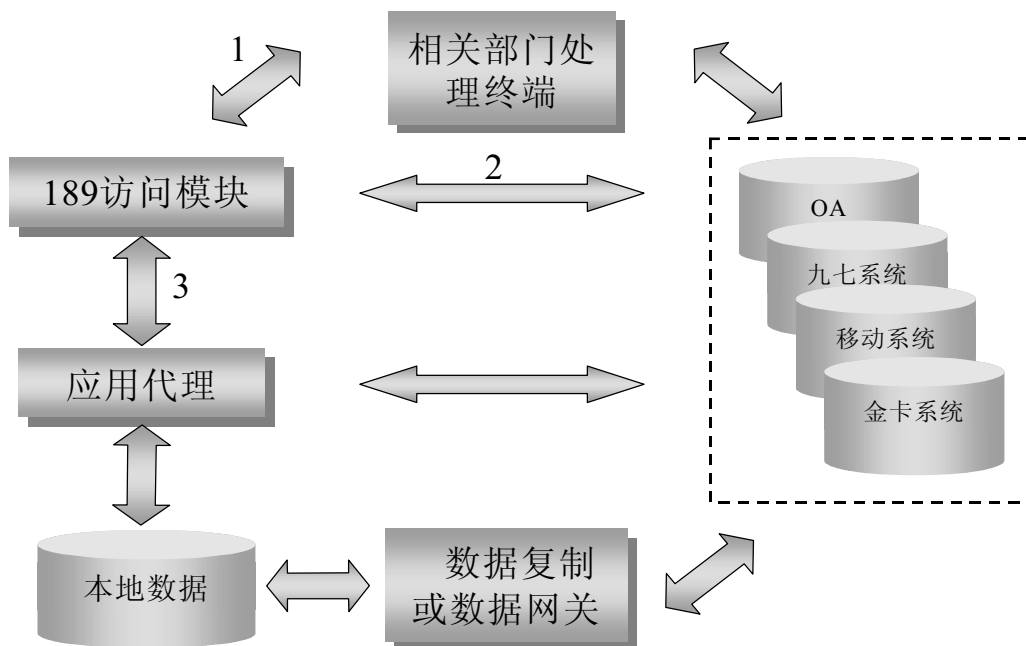 1
相关部门处
理终端
189访问模块
2
OA
九七系统
移动系统
金卡系统
3
应用代理
本地数据
数据复制
或数据网关